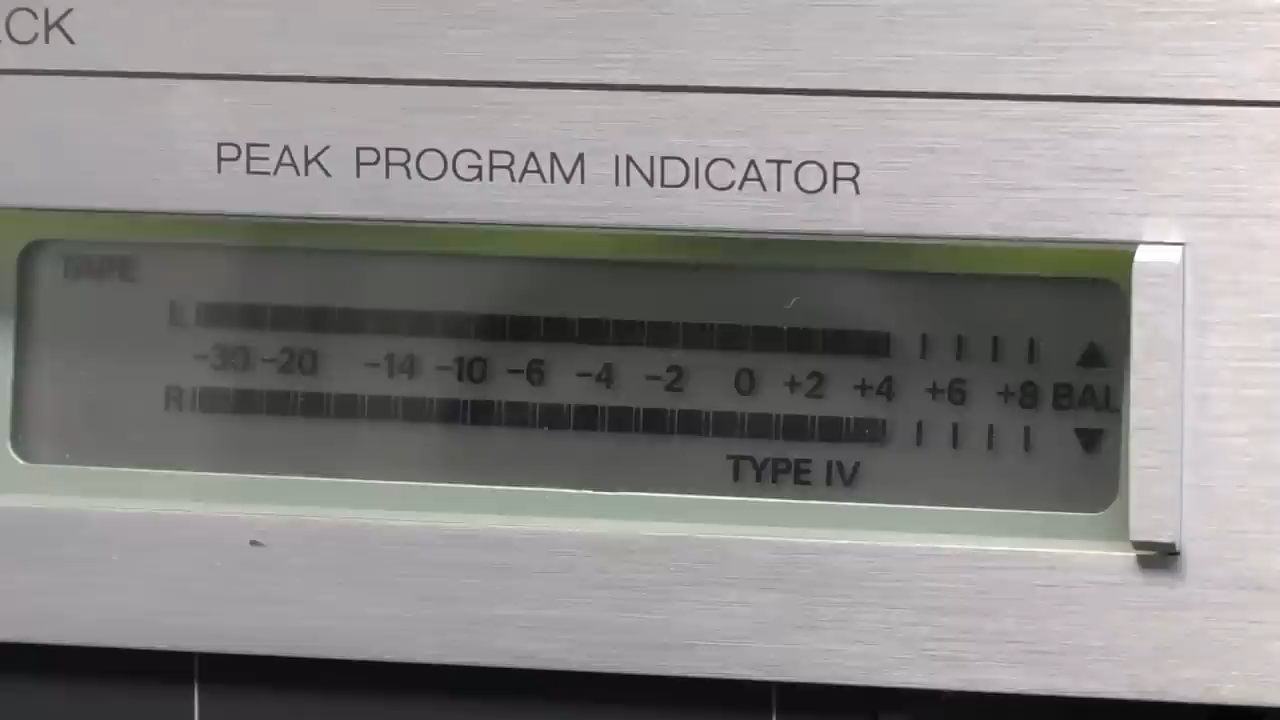 CK
PEAK PROGRAM INDICATOR
TAPE
L
-30 -20 -14 -10 -6 -4 -2 0 +2 +4 +6 +8 BAL
R
TYPE IV